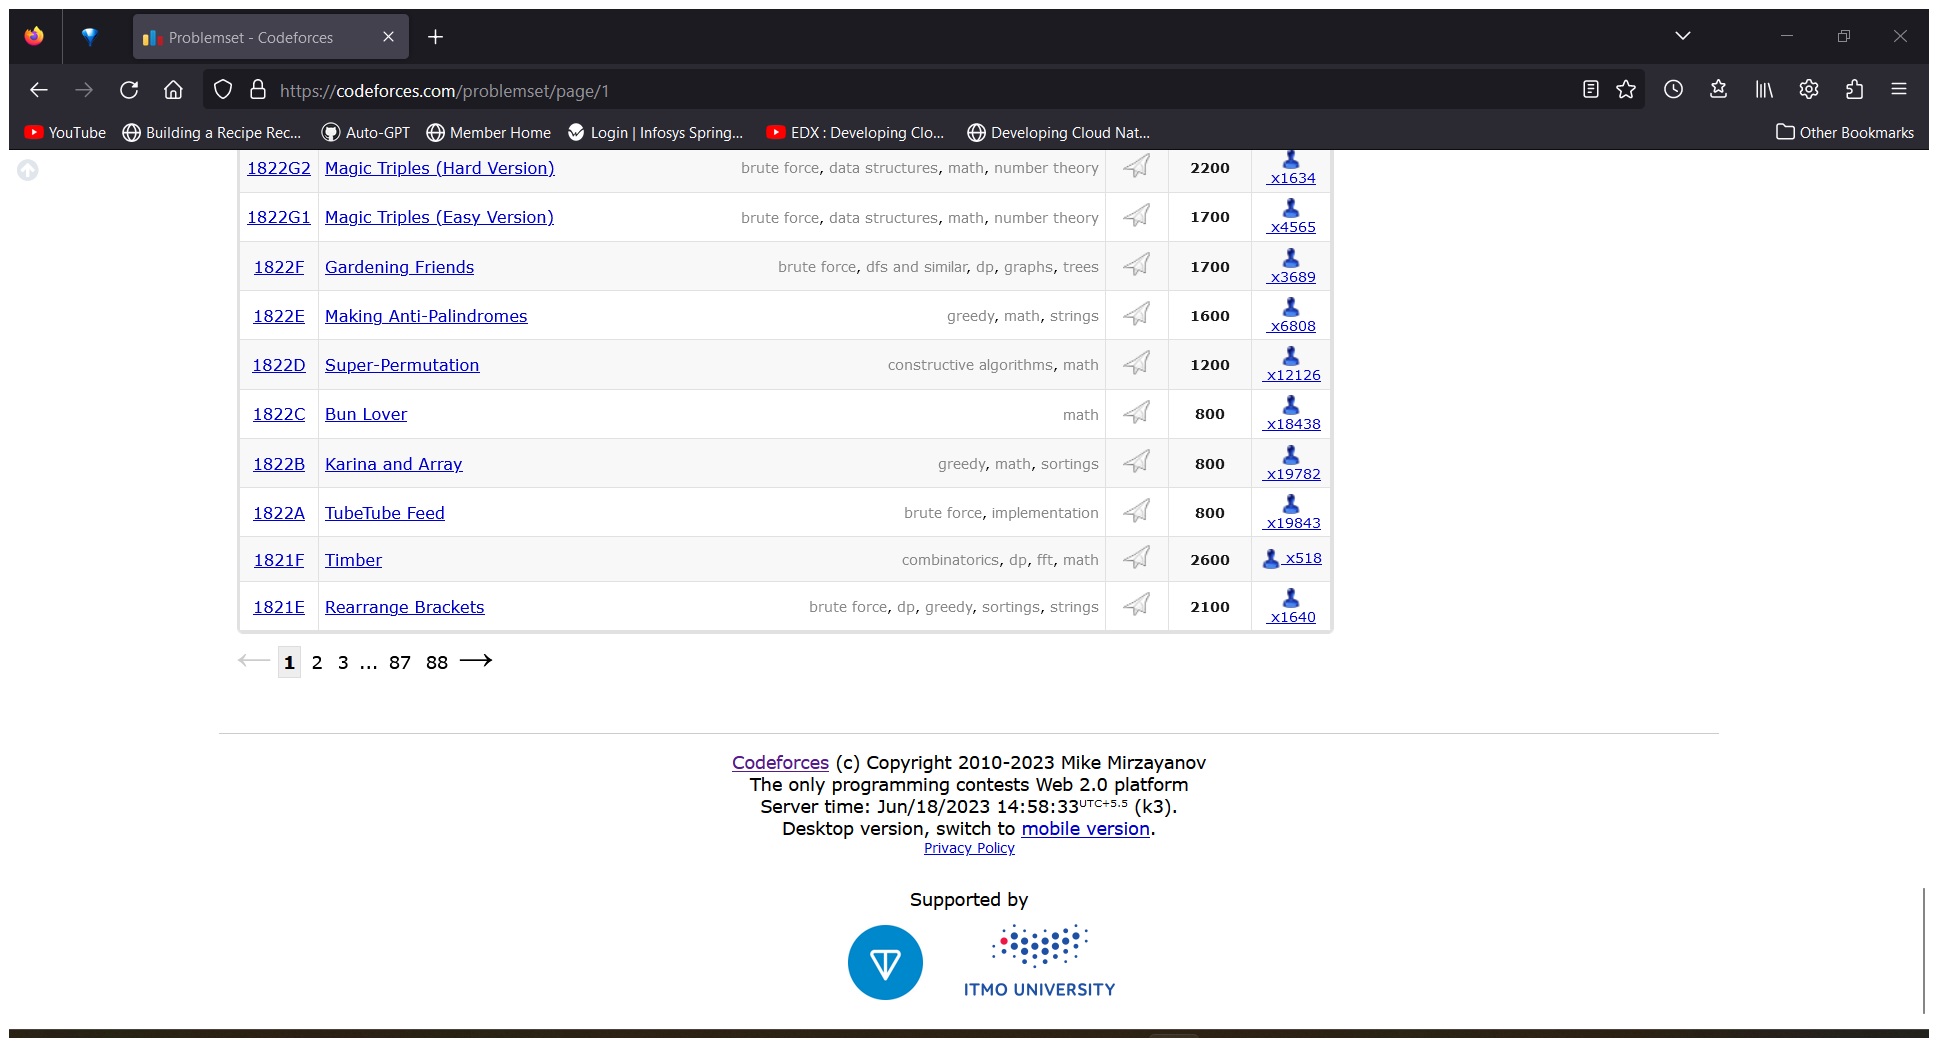 Problemset - Codeforces
https://codeforces.com/problemset/page/1
YouTube Building a Recipe Rec... Auto-GPT Member Home Login | Infosys Spring... EDX : Developing Clo... Developing Cloud Nat... Other Bookmarks
1822G2 Magic Triples (Hard Version) brute force, data structures, math, number theory 2200 x1634
1822G1 Magic Triples (Easy Version) brute force, data structures, math, number theory 1700 x4565
1822F Gardening Friends brute force, dfs and similar, dp, graphs, trees 1700 x3689
1822E Making Anti-Palindromes greedy, math, strings 1600 x6808
1822D Super-Permutation constructive algorithms, math 1200 x12126
1822C Bun Lover math 800 x18438
1822B Karina and Array greedy, math, sortings 800 x19782
1822A TubeTube Feed brute force, implementation 800 x19843
1821F Timber combinatorics, dp, fft, math 2600 x518
1821E Rearrange Brackets brute force, dp, greedy, sortings, strings 2100 x1640
1 2 3 ... 87 88
Codeforces (c) Copyright 2010-2023 Mike Mirzayanov
The only programming contests Web 2.0 platform
Server time: Jun/18/2023 14:58:33UTC+5.5 (k3).
Desktop version, switch to mobile version.
Privacy Policy
Supported by
ITMO UNIVERSITY